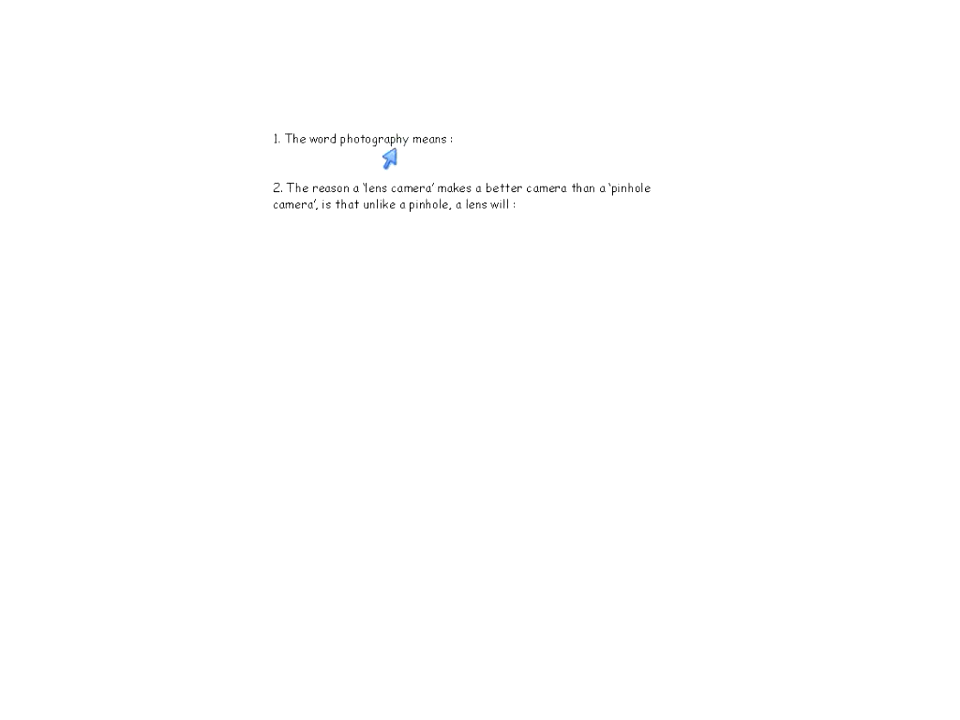 1. The word photography means :
2. The reason a 'lens camera' makes a better camera than a 'pinhole
camera', is that unlike a pinhole, a lens will :